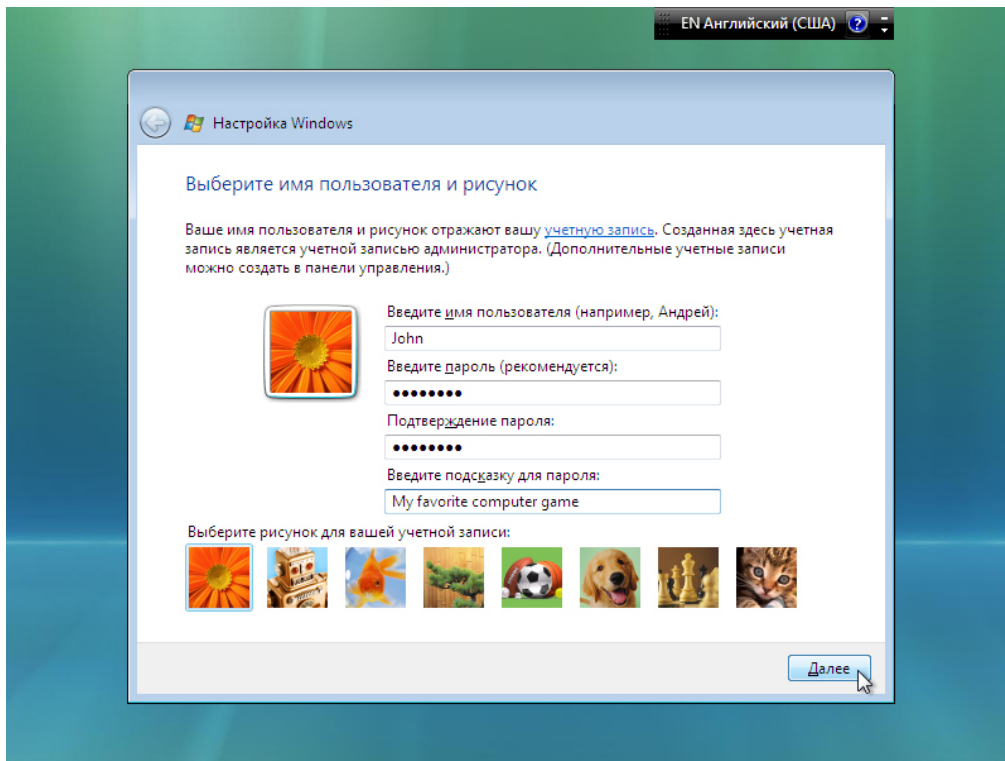 EN Английский (США)
Настройка Windows
Выберите имя пользователя и рисунок
Ваше имя пользователя и рисунок отражают вашу учетную запись. Созданная здесь учетная
запись является учетной записью администратора. (Дополнительные учетные записи
можно создать в панели управления.)
Введите имя пользователя (например, Андрей):
John
Введите пароль (рекомендуется):
●●●●●●●●
Подтверждение пароля:
●●●●●●●●
Введите подсказку для пароля:
My favorite computer game
Выберите рисунок для вашей учетной записи:
Далее